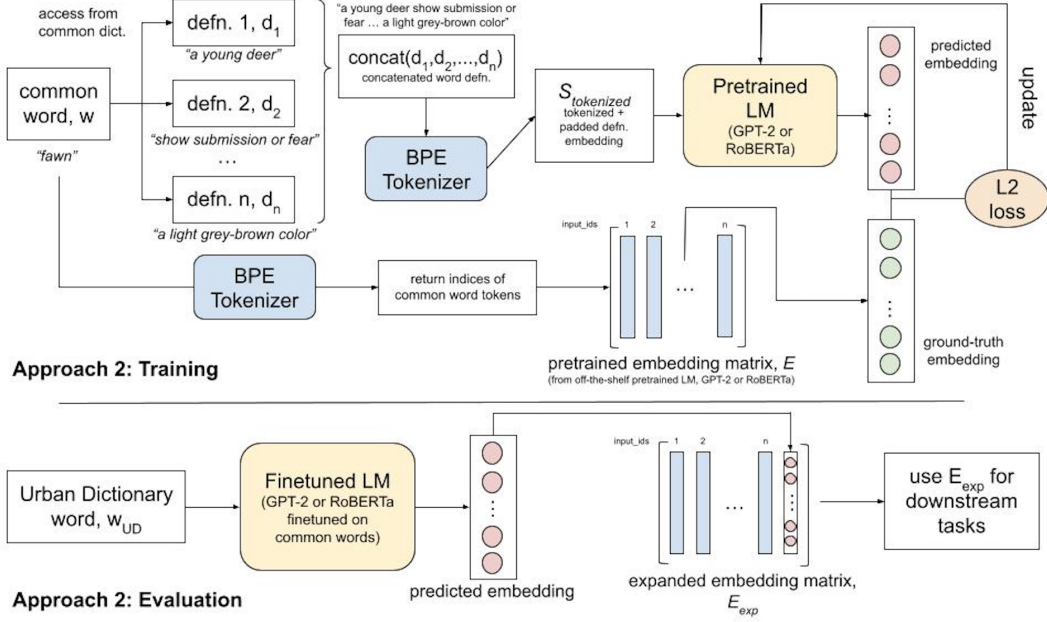 access from
common dict.
common
word, w
“fawn”
defn. 1, d1
“a young deer”
defn. 2, d2
“show submission or fear”
…
defn. n, dn
“a light grey-brown color”
“a young deer show submission or
fear … a light grey-brown color”
concat(d1,d2,...,dn)
concatenated word defn.
BPE
Tokenizer
Stokenized
tokenized +
padded defn.
embedding
Pretrained
LM
(GPT-2 or
RoBERTa)
predicted
embedding
update
L2
loss
BPE
Tokenizer
return indices of
common word tokens
input_ids 1 2 n
...
pretrained embedding matrix, E
(from off-the-shelf pretrained LM, GPT-2 or RoBERTa)
ground-truth
embedding
Approach 2: Training
Urban Dictionary
word, wUD
Finetuned LM
(GPT-2 or RoBERTa
finetuned on
common words)
predicted embedding
input_ids 1 2 n
...
expanded embedding matrix,
Eexp
use Eexp for
downstream
tasks
Approach 2: Evaluation